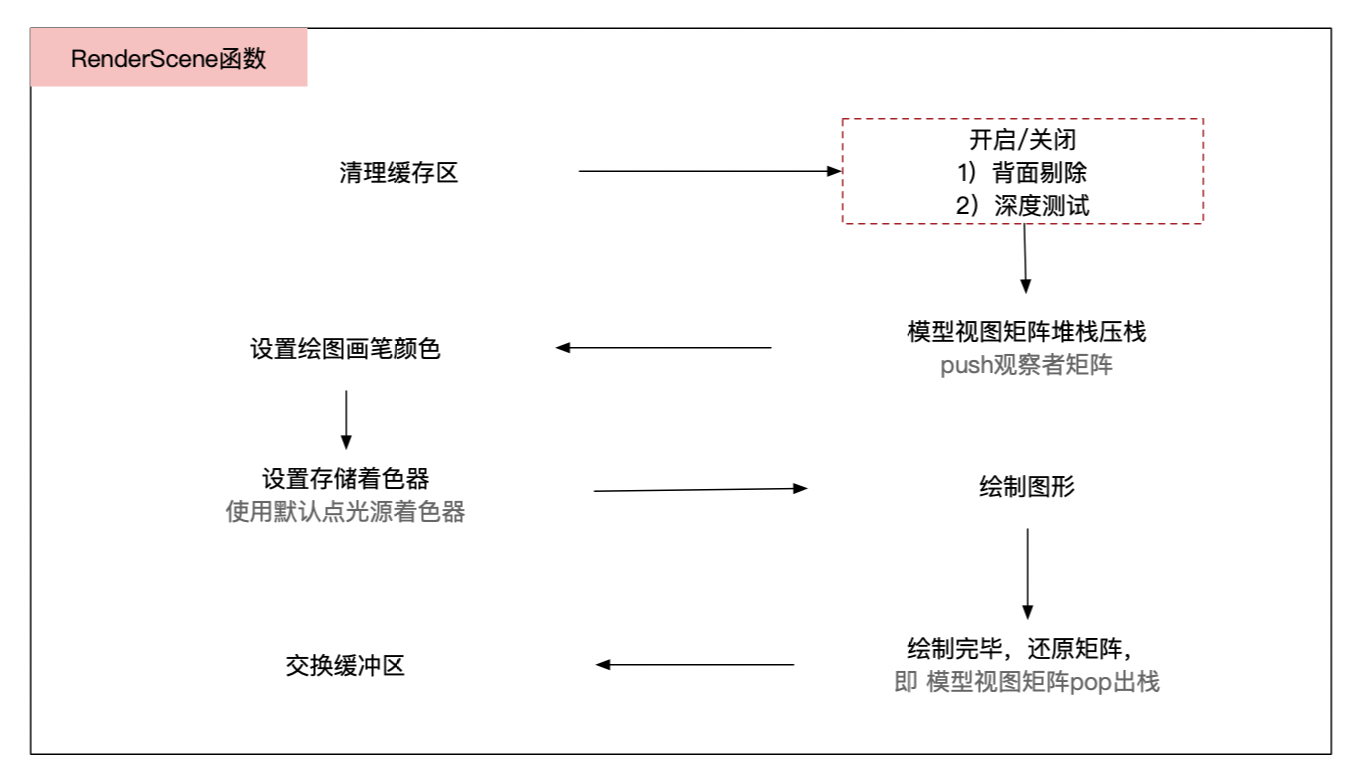 RenderScene函数
清理缓存区
开启/关闭
1）背面剔除
2）深度测试
模型视图矩阵堆栈压栈
push观察者矩阵
设置绘图画笔颜色
设置存储着色器
使用默认点光源着色器
绘制图形
绘制完毕，还原矩阵，
即 模型视图矩阵pop出栈
交换缓冲区